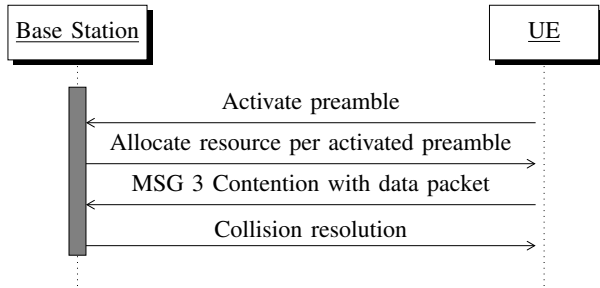 Base Station
UE
Activate preamble
Allocate resource per activated preamble
MSG 3 Contention with data packet
Collision resolution